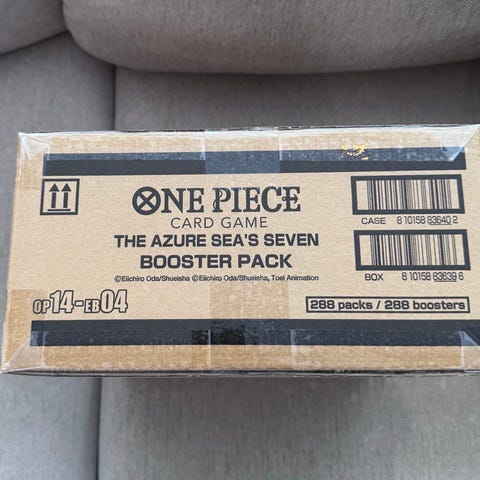 ONE PIECE
CARD GAME
THE AZURE SEA'S SEVEN
BOOSTER PACK
©Eiichiro Oda/Shueisha ©Eiichiro Oda/Shueisha, Toei Animation
OP14-EB04
CASE 8 10158 83640 2
BOX 8 10158 83639 6
288 packs / 288 boosters